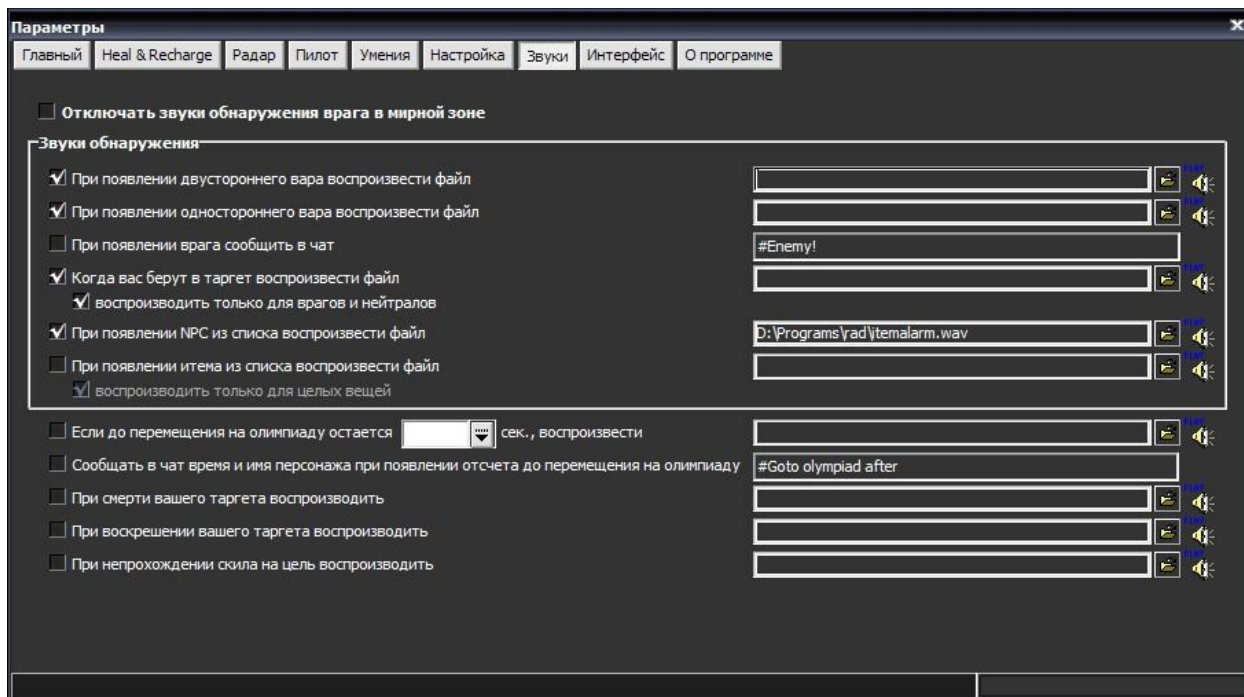 Параметры
Главный Heal & Recharge Радар Пилот Умения Настройка Звуки Интерфейс О программе
Отключать звуки обнаружения врага в мирной зоне
Звуки обнаружения
При появлении двустороннего вара воспроизвести файл
При появлении одностороннего вара воспроизвести файл
При появлении врага сообщить в чат #Enemy!
Когда вас берут в таргет воспроизвести файл
воспроизводить только для врагов и нейтралов
При появлении NPC из списка воспроизвести файл D:\Programs\rad\itemalarm.wav
При появлении итема из списка воспроизвести файл
воспроизводить только для целых вещей
Если до перемещения на олимпиаду остается сек., воспроизвести
Сообщать в чат время и имя персонажа при появлении отсчета до перемещения на олимпиаду #Goto olympiad after
При смерти вашего таргета воспроизводить
При воскрешении вашего таргета воспроизводить
При непрохождении скила на цель воспроизводить